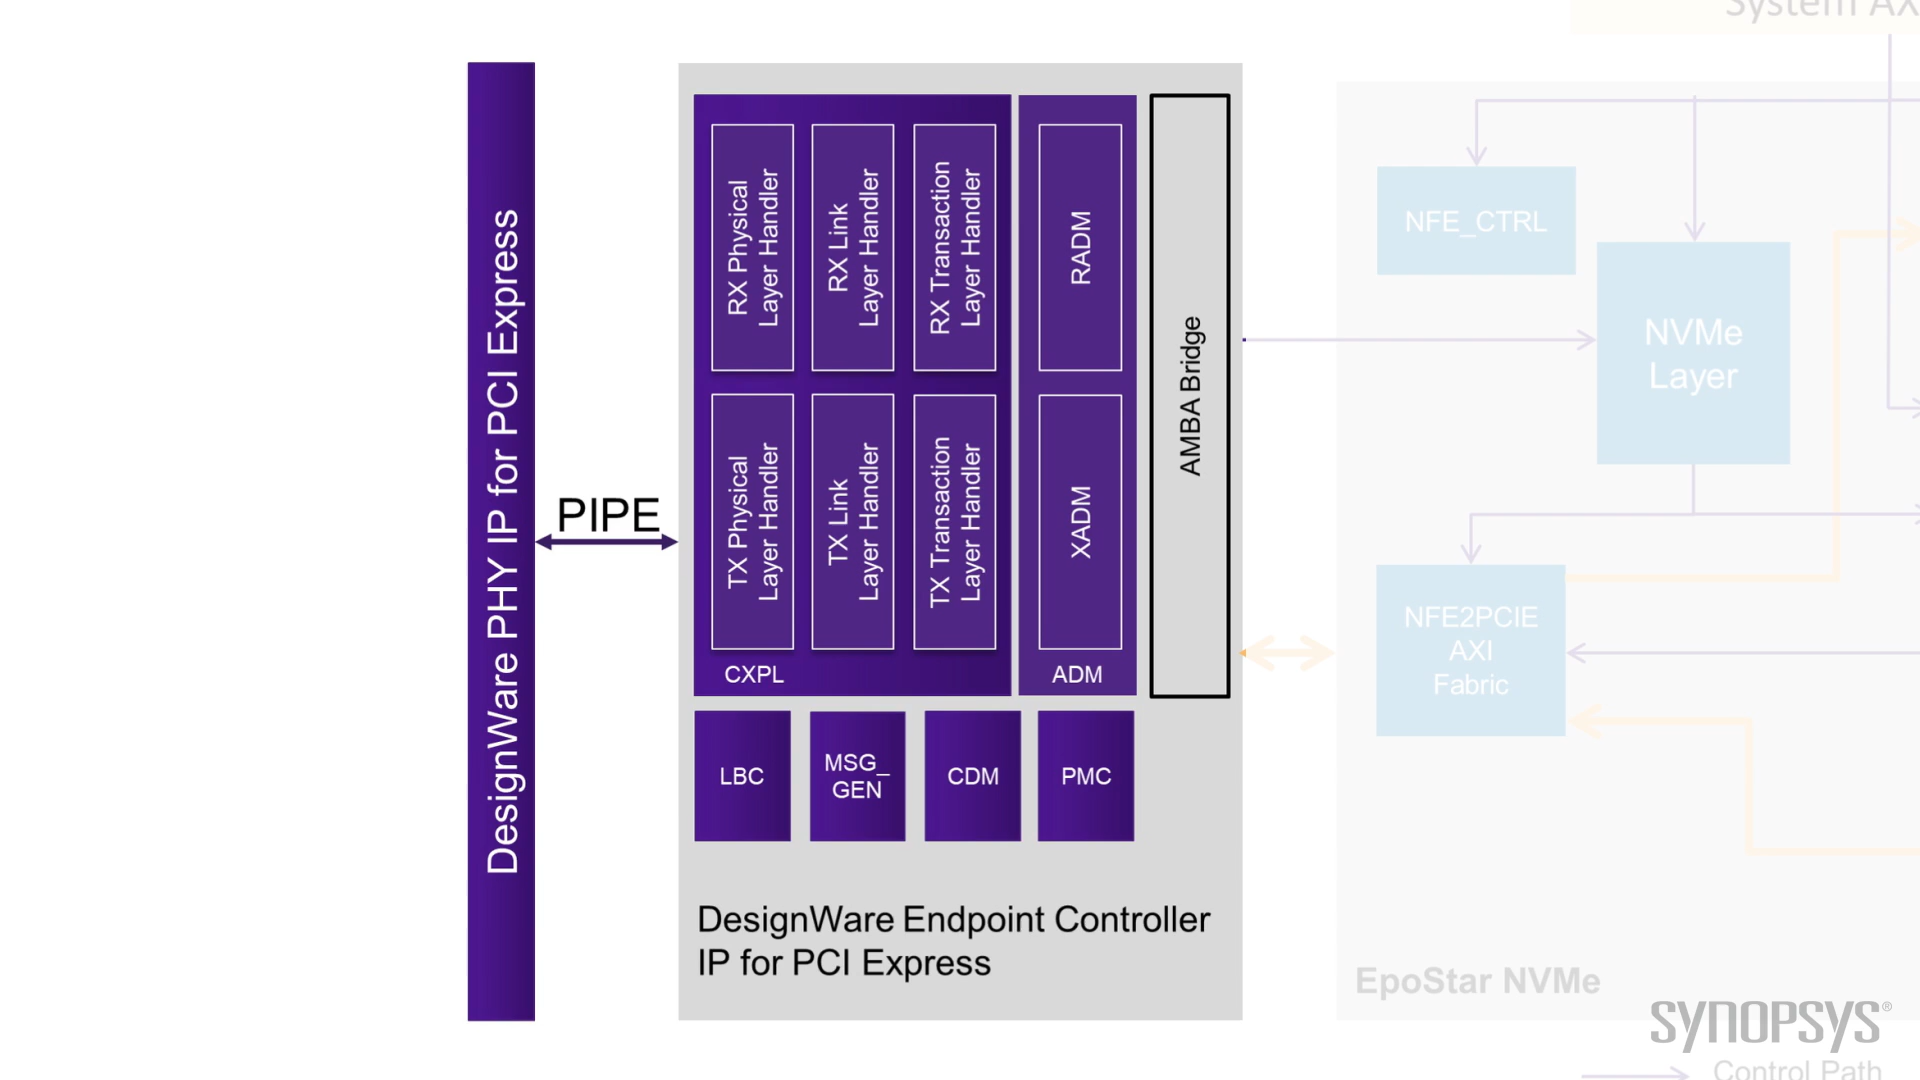 System AX
DesignWare PHY IP for PCI Express
PIPE
RX Physical
Layer Handler
RX Link
Layer Handler
RX Transaction
Layer Handler
RADM
TX Physical
Layer Handler
TX Link
Layer Handler
TX Transaction
Layer Handler
XADM
CXPL
ADM
AMBA Bridge
LBC
MSG_
GEN
CDM
PMC
DesignWare Endpoint Controller
IP for PCI Express
NFE_CTRL
NVMe
Layer
NFE2PCIE
AXI
Fabric
EpoStar NVMe
SYNOPSYS®
Control Path